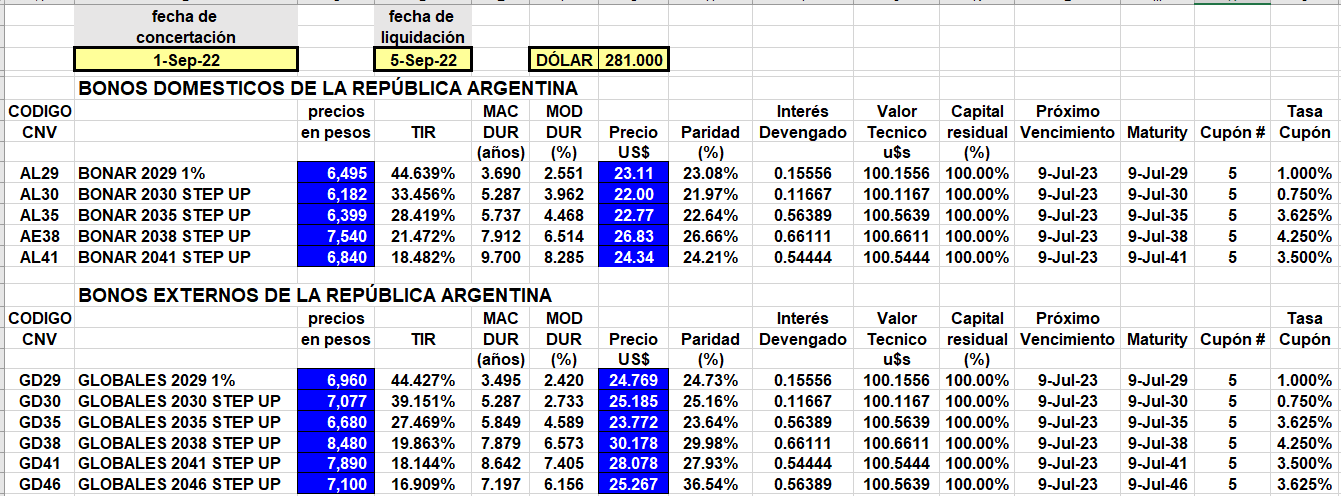 fecha de fecha de
concertación liquidación
1-Sep-22 5-Sep-22 DÓLAR 281.000
BONOS DOMESTICOS DE LA REPÚBLICA ARGENTINA
CODIGO precios MAC MOD Interés Valor Capital Próximo Tasa
CNV en pesos TIR DUR DUR Precio Paridad Devengado Tecnico residual Vencimiento Maturity Cupón # Cupón
(años) (%) US$ (%) u$s (%)
AL29 BONAR 2029 1% 6,495 44.639% 3.690 2.551 23.11 23.08% 0.15556 100.1556 100.00% 9-Jul-23 9-Jul-29 5 1.000%
AL30 BONAR 2030 STEP UP 6,182 33.456% 5.287 3.962 22.00 21.97% 0.11667 100.1167 100.00% 9-Jul-23 9-Jul-30 5 0.750%
AL35 BONAR 2035 STEP UP 6,399 28.419% 5.737 4.468 22.77 22.64% 0.56389 100.5639 100.00% 9-Jul-23 9-Jul-35 5 3.625%
AE38 BONAR 2038 STEP UP 7,540 21.472% 7.912 6.514 26.83 26.66% 0.66111 100.6611 100.00% 9-Jul-23 9-Jul-38 5 4.250%
AL41 BONAR 2041 STEP UP 6,840 18.482% 9.700 8.285 24.34 24.21% 0.54444 100.5444 100.00% 9-Jul-23 9-Jul-41 5 3.500%
BONOS EXTERNOS DE LA REPÚBLICA ARGENTINA
CODIGO precios MAC MOD Interés Valor Capital Próximo Tasa
CNV en pesos TIR DUR DUR Precio Paridad Devengado Tecnico residual Vencimiento Maturity Cupón # Cupón
(años) (%) US$ (%) u$s (%)
GD29 GLOBALES 2029 1% 6,960 44.427% 3.495 2.420 24.769 24.73% 0.15556 100.1556 100.00% 9-Jul-23 9-Jul-29 5 1.000%
GD30 GLOBALES 2030 STEP UP 7,077 39.151% 5.287 2.733 25.185 25.16% 0.11667 100.1167 100.00% 9-Jul-23 9-Jul-30 5 0.750%
GD35 GLOBALES 2035 STEP UP 6,680 27.469% 5.849 4.589 23.772 23.64% 0.56389 100.5639 100.00% 9-Jul-23 9-Jul-35 5 3.625%
GD38 GLOBALES 2038 STEP UP 8,480 19.863% 7.879 6.573 30.178 29.98% 0.66111 100.6611 100.00% 9-Jul-23 9-Jul-38 5 4.250%
GD41 GLOBALES 2041 STEP UP 7,890 18.144% 8.642 7.405 28.078 27.93% 0.54444 100.5444 100.00% 9-Jul-23 9-Jul-41 5 3.500%
GD46 GLOBALES 2046 STEP UP 7,100 16.909% 7.197 6.156 25.267 36.54% 0.56389 100.5639 100.00% 9-Jul-23 9-Jul-46 5 3.625%